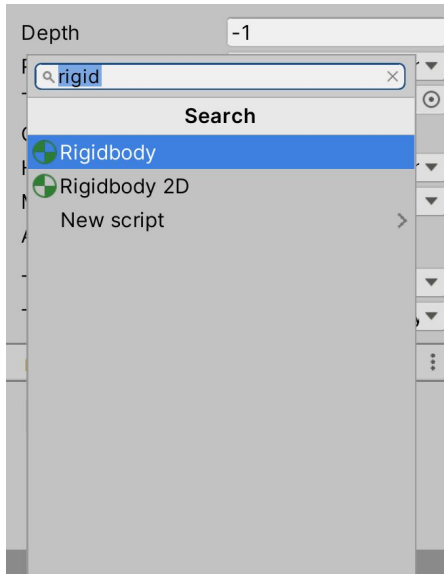 Depth -1
rigid
Search
Rigidbody
Rigidbody 2D
New script